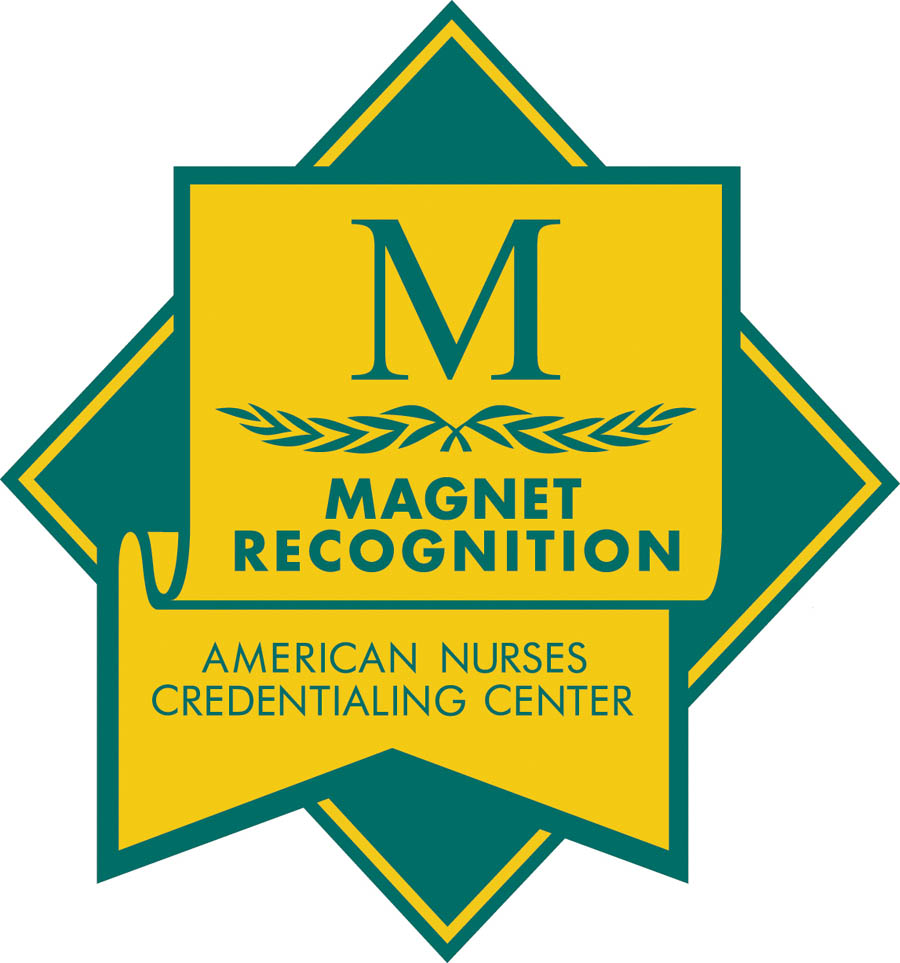 M
MAGNET
RECOGNITION
AMERICAN NURSES
CREDENTIALING CENTER